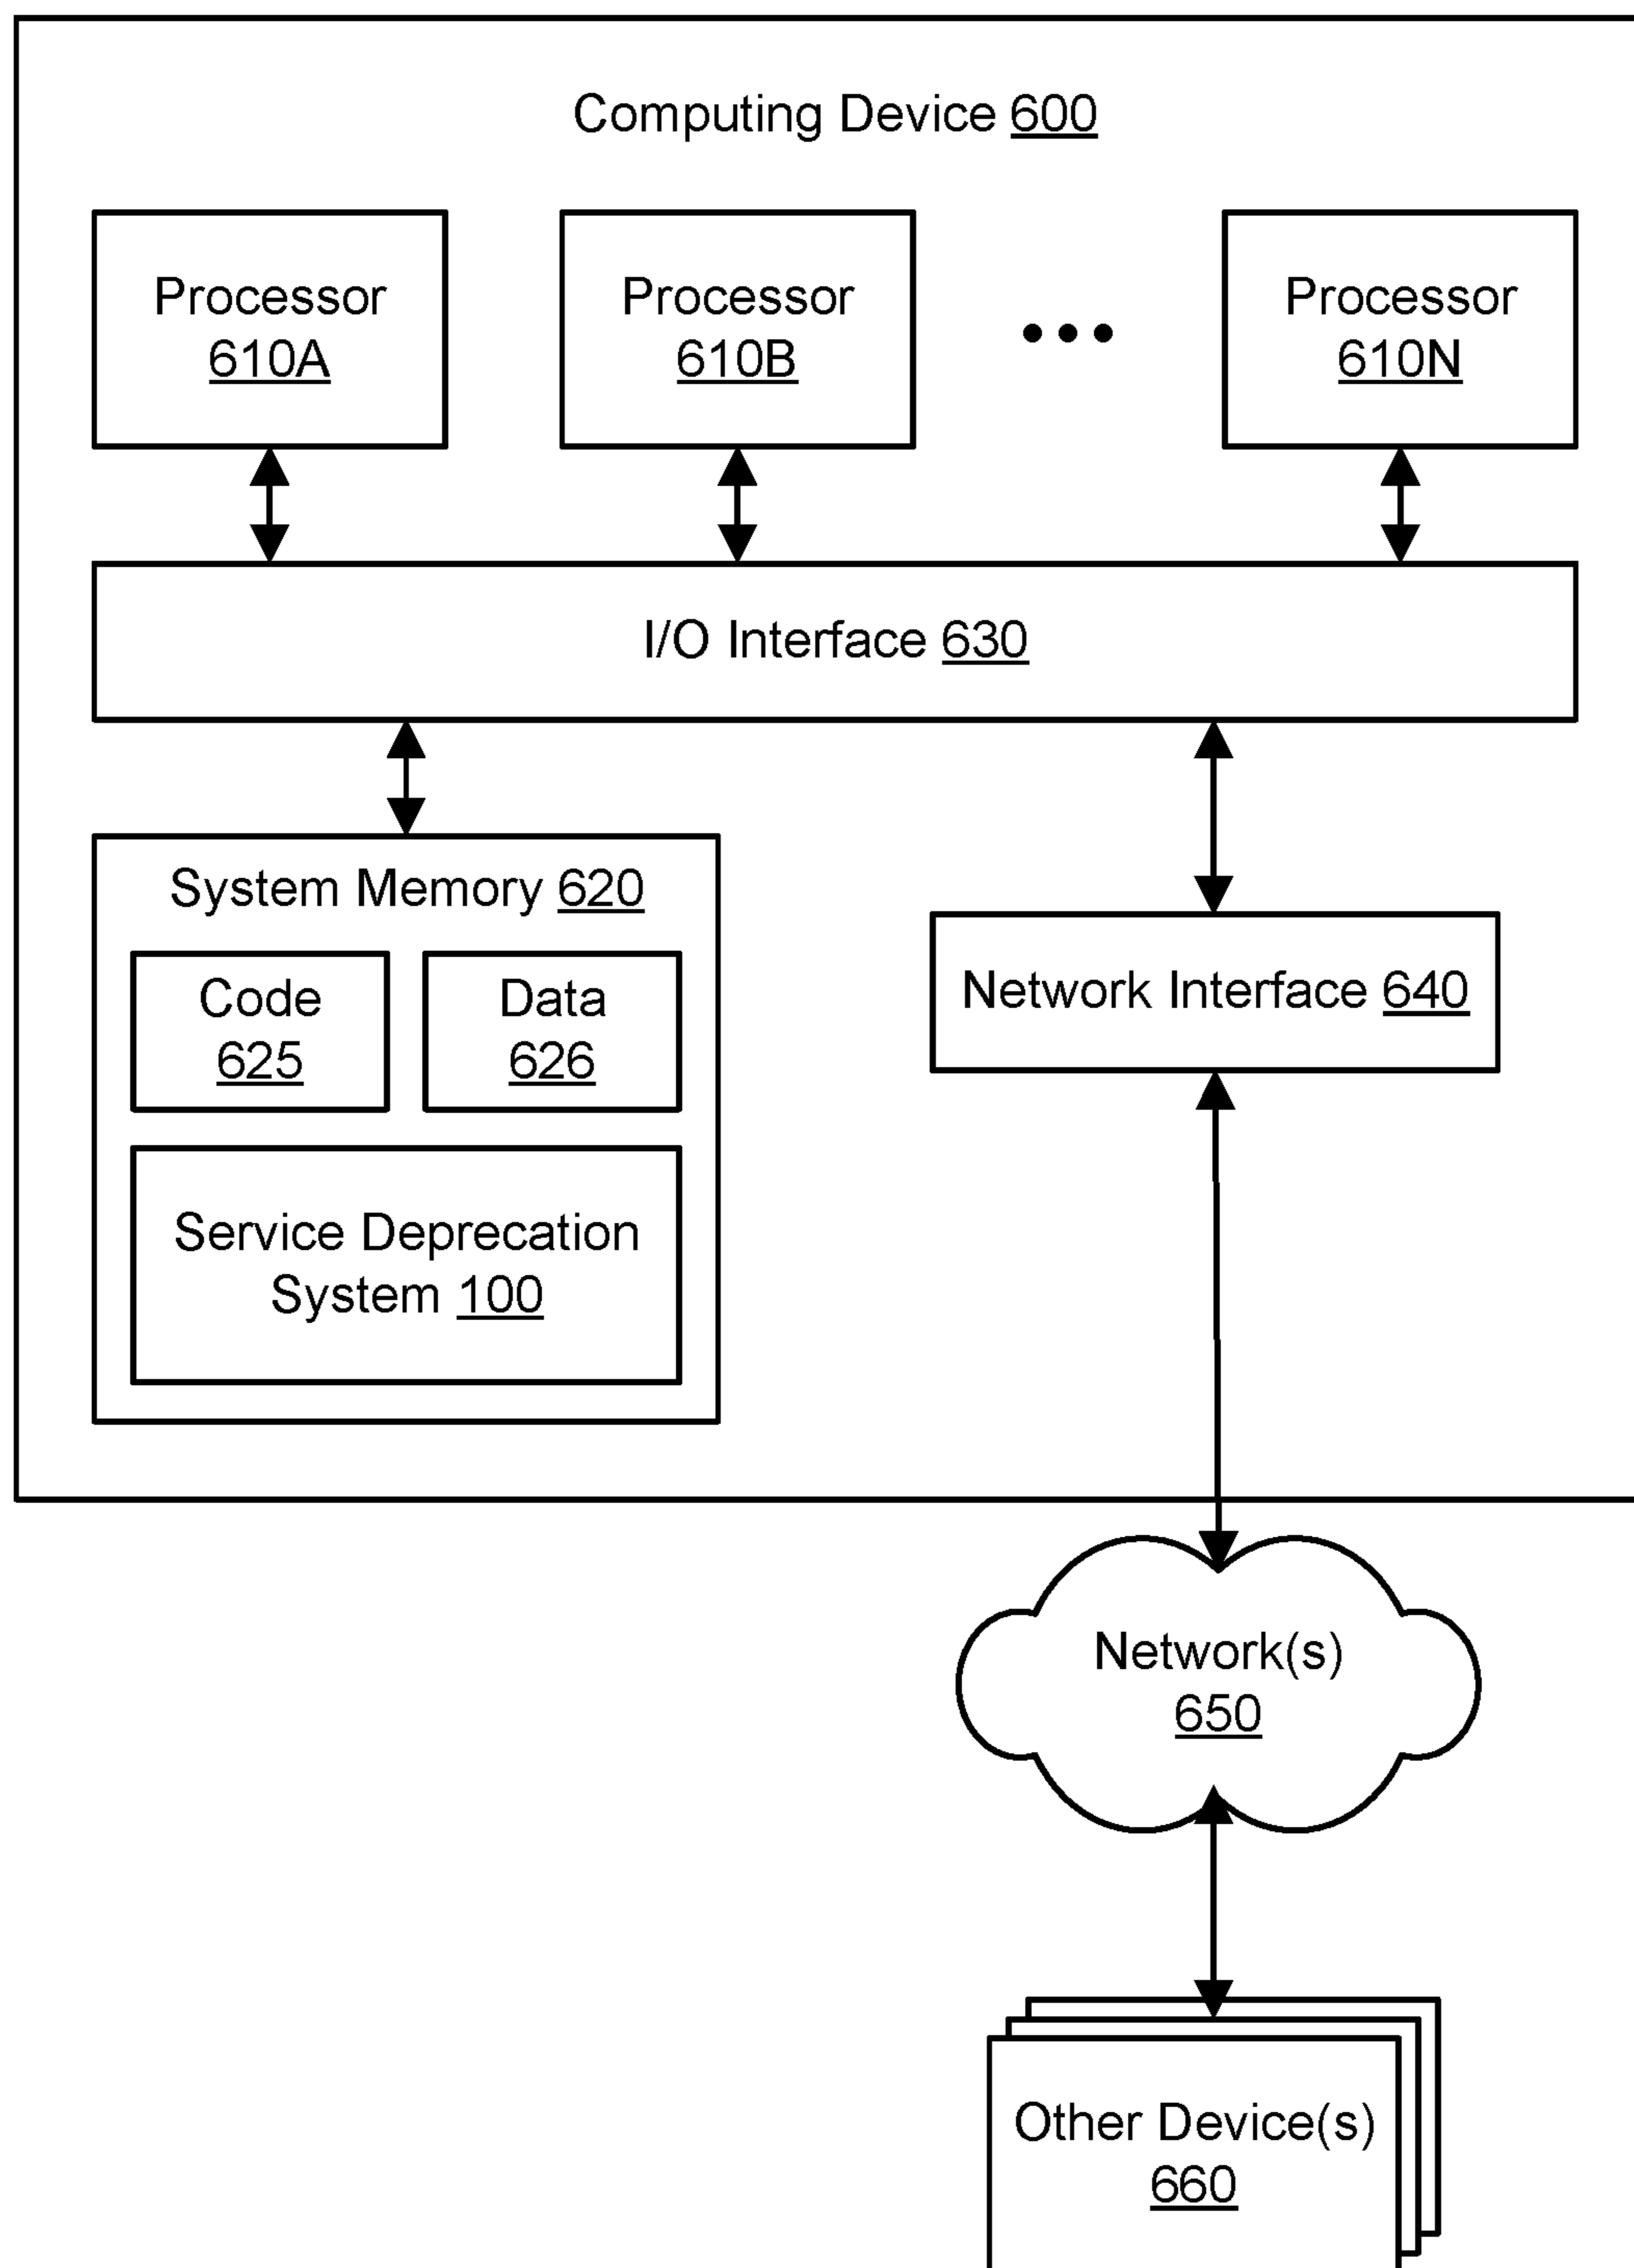 Computing Device 600
Processor
610A
Processor
610B
Processor
610N
I/O Interface 630
System Memory 620
Code
625
Data
626
Service Deprecation
System 100
Network Interface 640
Network(s)
650
Other Device(s)
660